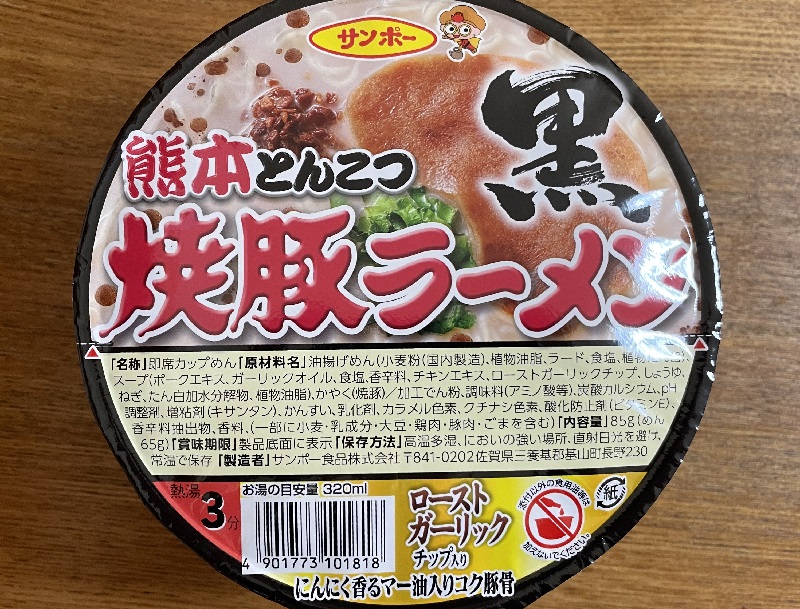 サンポー
黒
熊本とんこつ
焼豚ラーメン
「名称」即席カップめん「原材料名」油揚げめん(小麦粉(国内製造)、植物油脂、ラード、食塩、
スープ(ポークエキス、ガーリックオイル、食塩、香辛料、チキンエキス、ローストガーリックチップ、しょうゆ、
ねぎ、たん白加水分解物、植物油脂)、かやく(焼豚)/加工でん粉、調味料(アミノ酸等)、炭酸カルシウム、pH
調整剤、増粘剤(キサンタン)、かんすい、乳化剤、カラメル色素、クチナシ色素、酸化防止剤(ビタミンE)、
香辛料抽出物、香料、(一部に小麦・乳成分・大豆・鶏肉・豚肉・ごまを含む)「内容量」85g(めん
65g)「賞味期限」製品底面に表示「保存方法」高温多湿、においの強い場所、直射日光を避け、
常温で保存「製造者」サンポー食品株式会社 〒841-0202佐賀県三養基郡基山町長野230
熱湯3分
お湯の目安量 320ml
4 901773 101818
ロースト
ガーリック
チップ入り
添付以外の食用油等は
加えないでください。
紙
にんにく香るマー油入りコク豚骨